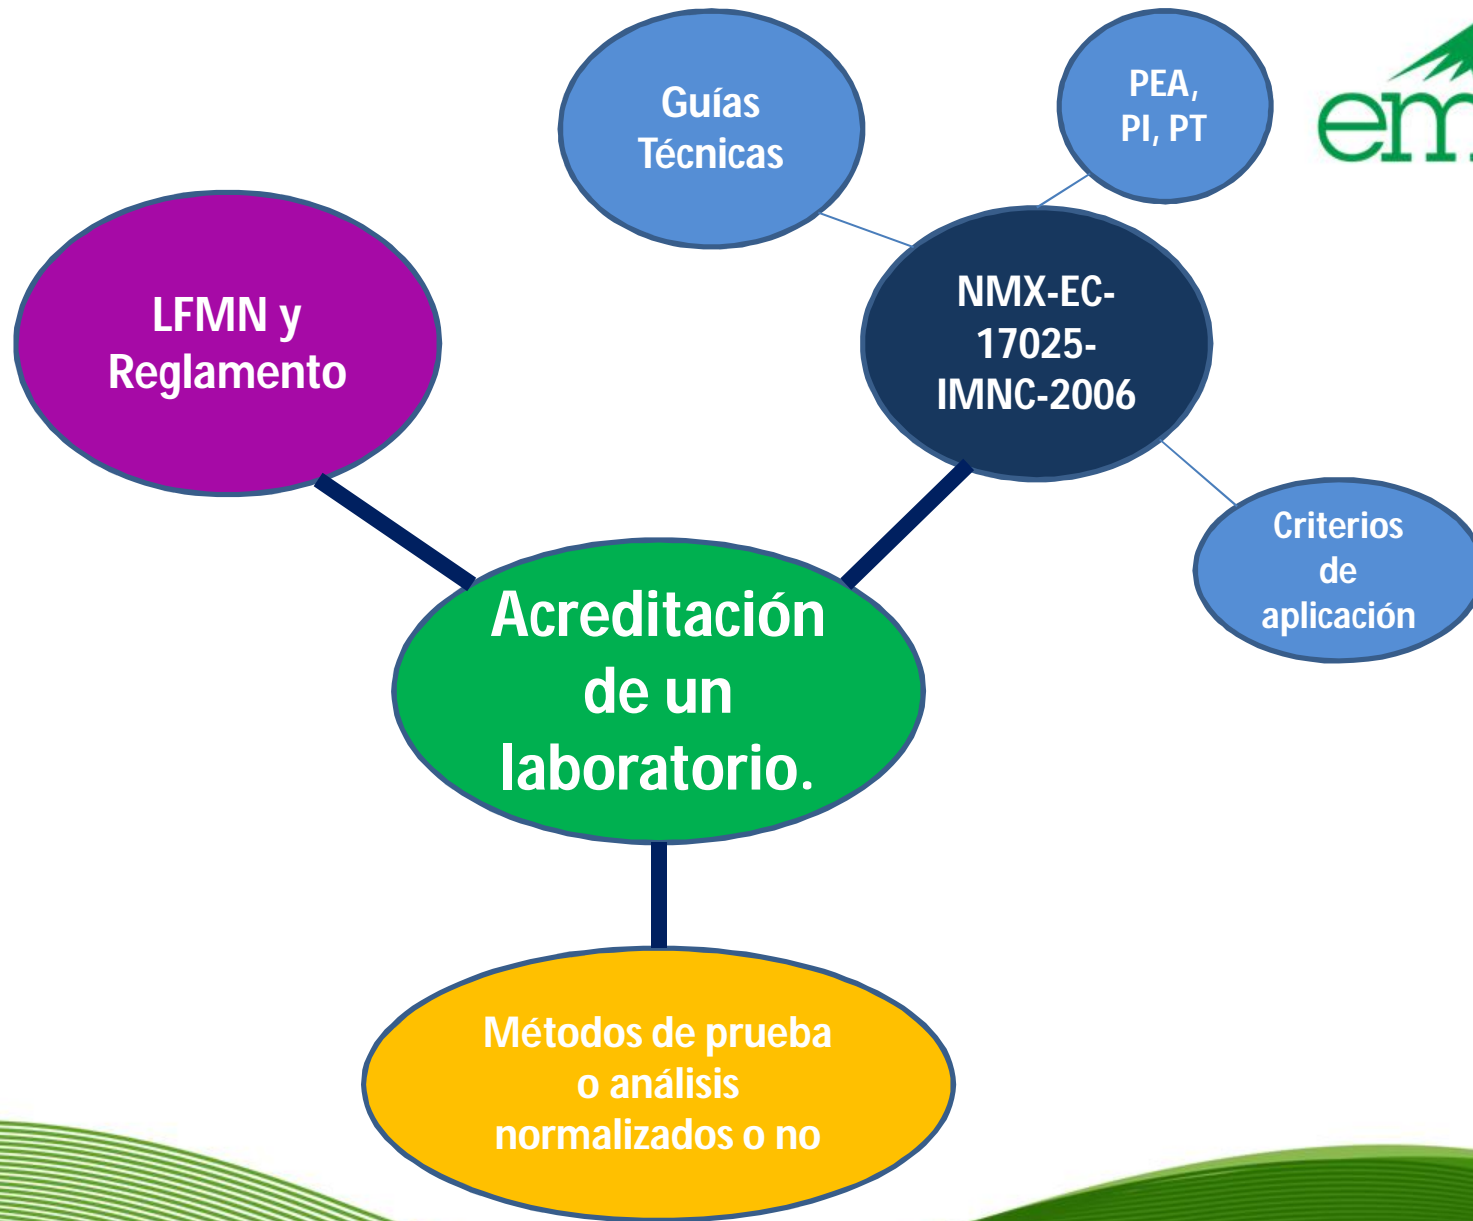 Guías
Técnicas
PEA,
PI, PT
em
LFMN y
Reglamento
NMX-EC-
17025-
IMNC-2006
Criterios
de
aplicación
Acreditación
de un
laboratorio.
Métodos de prueba
o análisis
normalizados o no